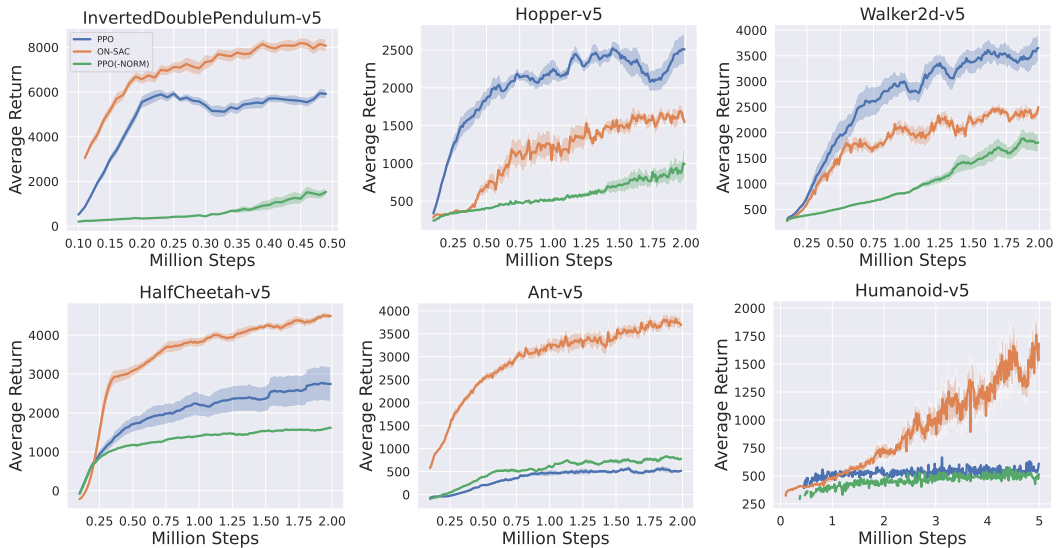 InvertedDoublePendulum-v5
Average Return
8000
6000
4000
2000
0
PPO
ON-SAC
PPO(-NORM)
0.10 0.15 0.20 0.25 0.30 0.35 0.40 0.45 0.50
Million Steps
Hopper-v5
Average Return
2500
2000
1500
1000
500
0.25 0.50 0.75 1.00 1.25 1.50 1.75 2.00
Million Steps
Walker2d-v5
Average Return
4000
3500
3000
2500
2000
1500
1000
500
0.25 0.50 0.75 1.00 1.25 1.50 1.75 2.00
Million Steps
HalfCheetah-v5
Average Return
4000
3000
2000
1000
0
0.25 0.50 0.75 1.00 1.25 1.50 1.75 2.00
Million Steps
Ant-v5
Average Return
4000
3500
3000
2500
2000
1500
1000
500
0
0.25 0.50 0.75 1.00 1.25 1.50 1.75 2.00
Million Steps
Humanoid-v5
Average Return
2000
1750
1500
1250
1000
750
500
250
0 1 2 3 4 5
Million Steps